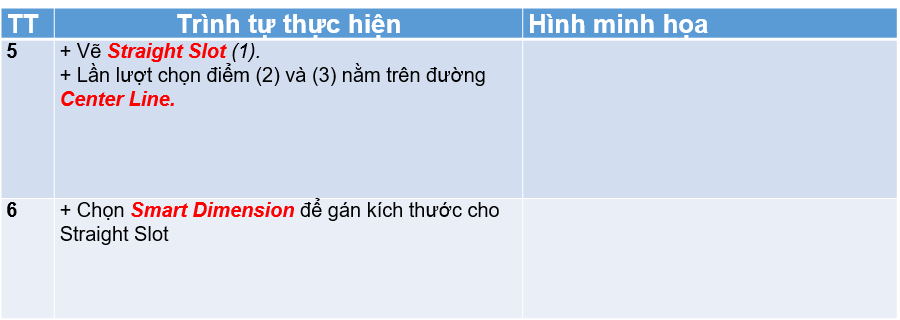 TT Trình tự thực hiện Hình minh họa
5 + Vẽ Straight Slot (1).
+ Lần lượt chọn điểm (2) và (3) nằm trên đường
Center Line.
6 + Chọn Smart Dimension để gán kích thước cho
Straight Slot